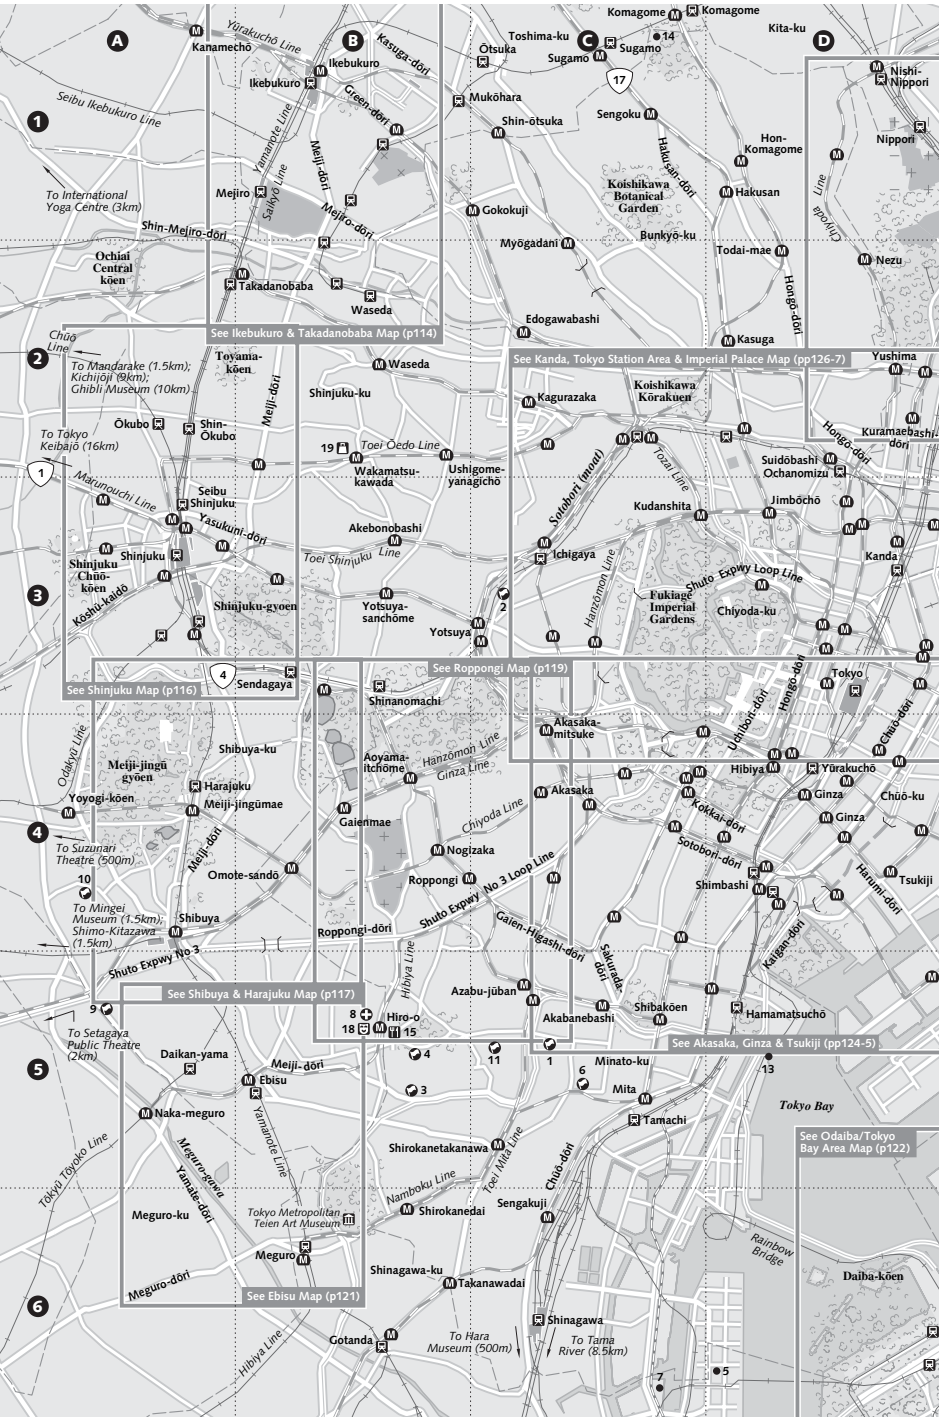 A
B
C
D
Kanamechō
Yūrakuchō Line
Ikebukuro
Ikebukuro
Kasuga-dōri
Ōtsuka
Toshima-ku
Sugamo
Sugamo
Komagome
Komagome
14
Kita-ku
17
Nishi-
Nippori
Nippori
1
Seibu Ikebukuro Line
Green-dōri
Mukōhara
Shin-ōtsuka
Sengoku
Hakusan-dōri
Hon-
Komagome
To International
Yoga Centre (3km)
Yamanote Line
Saikyō Line
Meiji-dōri
Mejiro
Mejiro-dōri
Gokokuji
Koishikawa
Botanical
Garden
Hakusan
Chiyoda Line
Shin-Mejiro-dōri
Myōgadani
Bunkyō-ku
Todai-mae
Nezu
Ochiai
Central
kōen
Takadanobaba
Waseda
Hongō-dōri
Edogawabashi
Kasuga
See Ikebukuro & Takadanobaba Map (p114)
See Kanda, Tokyo Station Area & Imperial Palace Map (pp126-7)
Yushima
2
Chūō
Line
To Mandarake (1.5km);
Kichijōji (9km);
Ghibli Museum (10km)
Toyama-
kōen
Meiji-dōri
Waseda
Shinjuku-ku
Kagurazaka
Koishikawa
Kōrakuen
Ōkubo
Shin-
Ōkubo
To Tokyo
Keibajō (16km)
19
Toei Ōedo Line
Wakamatsu-
kawada
Ushigome-
yanagichō
Sotobori (moat)
Tozai Line
Hongō-dōri
Kuramaebashi-
dōri
Suidōbashi
Ochanomizu
1
Marunouchi Line
Seibu
Shinjuku
Yasukuni-dōri
Akebonobashi
Kudanshita
Jimbōchō
Shinjuku
Toei Shinjuku Line
Ichigaya
Hanzōmon Line
Kanda
Shinjuku
Chūō-
kōen
Kōshū-kaidō
Shinjuku-gyoen
3
Yotsuya-
sanchōme
Yotsuya
2
Fukiage
Imperial
Gardens
Shuto Expwy Loop Line
Chiyoda-ku
See Shinjuku Map (p116)
4
Sendagaya
See Roppongi Map (p119)
Shinanomachi
Tokyo
Uchibori-dōri
Hongō-dōri
Chūō-dōri
Odakyū Line
Meiji-jingū
gyōen
Shibuya-ku
Aoyama-
itchōme
Hanzōmon Line
Ginza Line
Akasaka-
mitsuke
Hibiya
Yūrakuchō
Yoyogi-kōen
Harajuku
Meiji-jingūmae
Gaienmae
Akasaka
Chiyoda Line
Ginza
Chūō-ku
Kokkai-dōri
Ginza
4
To Suzunari
Theatre (500m)
Meiji-dōri
Nogizaka
Sotobori-dōri
Omote-sandō
Roppongi
Shuto Expwy No 3 Loop Line
Shimbashi
Harumi-dōri
Tsukiji
10
To Mingei
Museum (1.5km);
Shimo-Kitazawa
(1.5km)
Shibuya
Roppongi-dōri
Gaien-Higashi-dōri
Kaigan-dōri
Shuto Expwy No 3
Hibiya Line
Sakurada-
dōri
See Shibuya & Harajuku Map (p117)
Azabu-jūban
Akabanebashi
Shibakōen
Hamamatsuchō
9
8
18
Hiro-o
15
To Setagaya
Public Theatre
(2km)
See Akasaka, Ginza & Tsukiji (pp124-5)
5
Daikan-yama
Meiji-dōri
4
11
1
Minato-ku
13
Ebisu
3
6
Mita
Tokyo Bay
Naka-meguro
Tamachi
Yamanote Line
See Odaiba/Tokyo
Bay Area Map (p122)
Tōkyū Tōyoko Line
Meguro-gawa
Yamate-dōri
Shirokanetakanawa
Toei Mita Line
Chūō-dōri
Namboku Line
Meguro-ku
Tokyo Metropolitan
Teien Art Museum
Shirokanedai
Sengakuji
Meguro
Rainbow
Bridge
Meguro-dōri
Shinagawa-ku
Takanawadai
Daiba-kōen
See Ebisu Map (p121)
6
Hibiya Line
Gotanda
To Hara
Museum (500m)
Shinagawa
To Tama
River (8.5km)
7
5